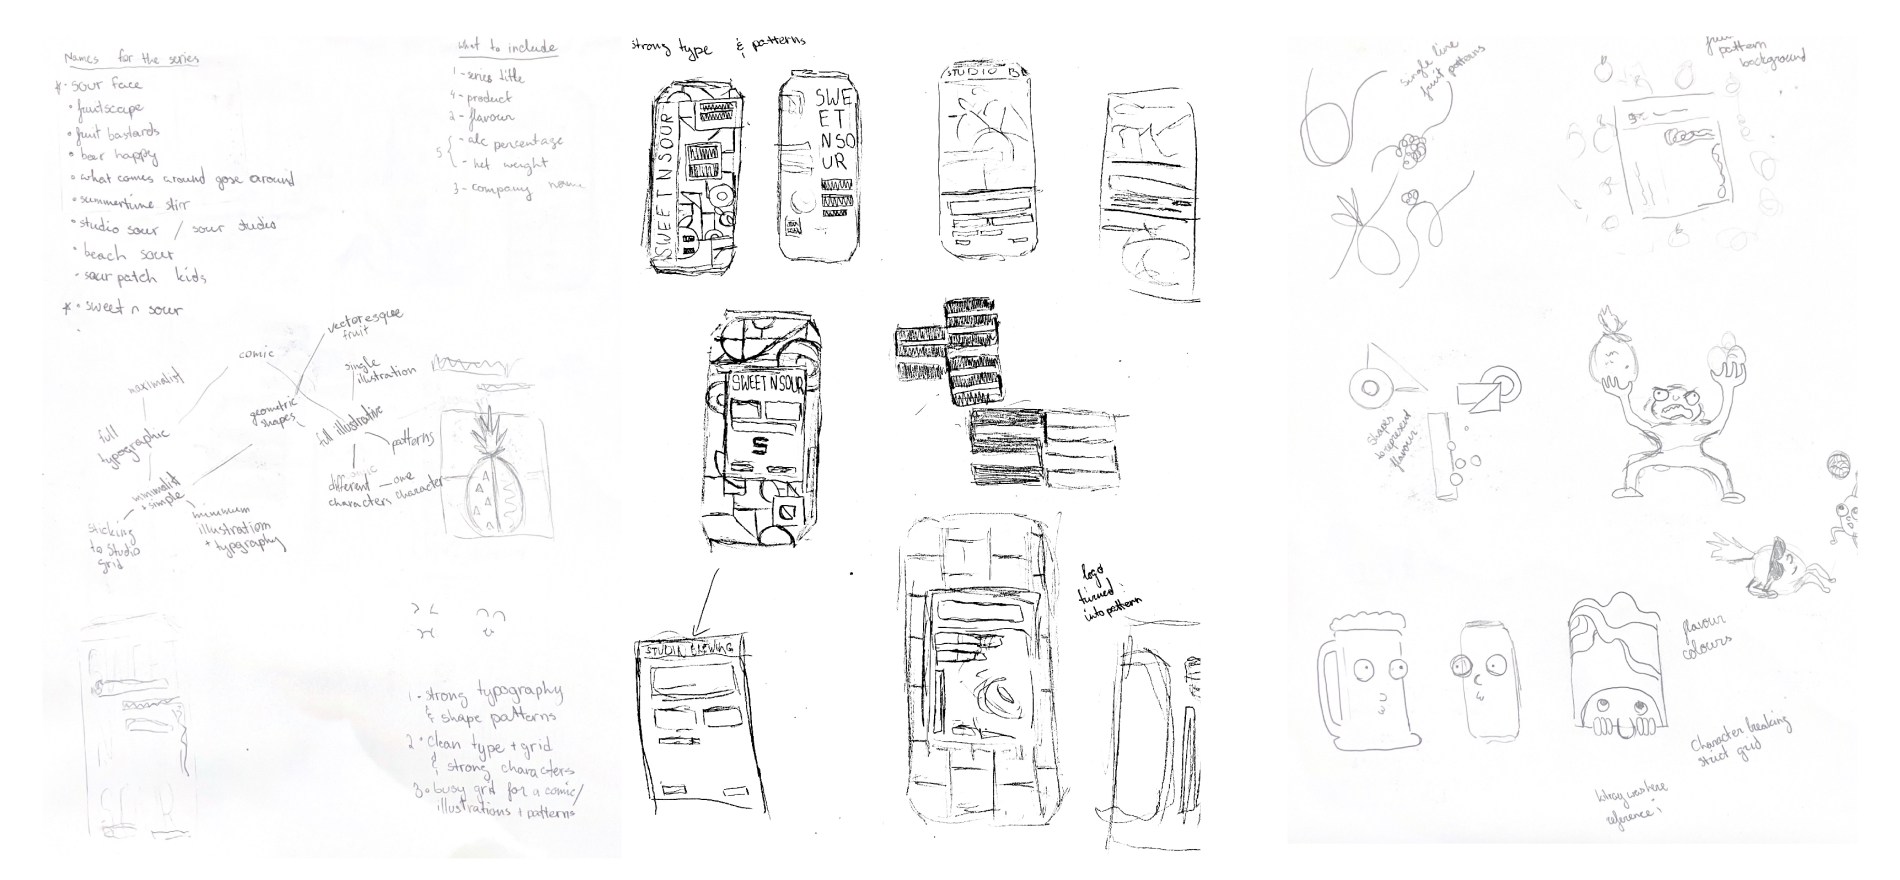 Names for the series
* • sour face
• fruitscape
• fruit bastards
• beer happy
• what comes around gose around
• summertime stirr
• studio sour / sour studio
• beach sour
- sour patch kids
* • sweet n sour
What to include
1 - series title
4 - product
2 - flavour
5 { - alc percentage
- net weight
3 - company name
vectoresque
fruit
comic
single
illustration
maximalist
geometric
shapes
full illustrative
patterns
full
typographic
different
characters
one
character
minimalist
+ simple
sticking
to studio
grid
minimum
illustration
+ typography
1 - strong typography
& shape patterns
2 • Clean type + grid
& strong characters
3 • busy grid for a comic/
illustrations + patterns
strong type & patterns
SWEET N SOUR
SWE
ET
N SO
UR
STUDIO BR
SWEET N SOUR
S
STUDIO BREWING
logo
turned
into pattern
single line
fruit patterns
pattern
background
shapes
to represent
flavour
flavour
colours
Character breaking
strict grid
kilroy was here
reference!